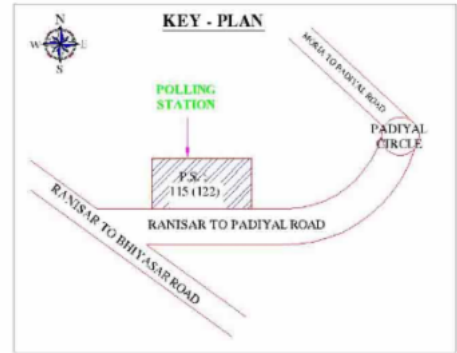 KEY - PLAN
N
W
E
S
POLLING
STATION
P.S. :
115 (122)
MORIA TO PADIYAL ROAD
PADIYAL
CIRCLE
RANISAR TO PADIYAL ROAD
RANISAR TO BHIYASAR ROAD